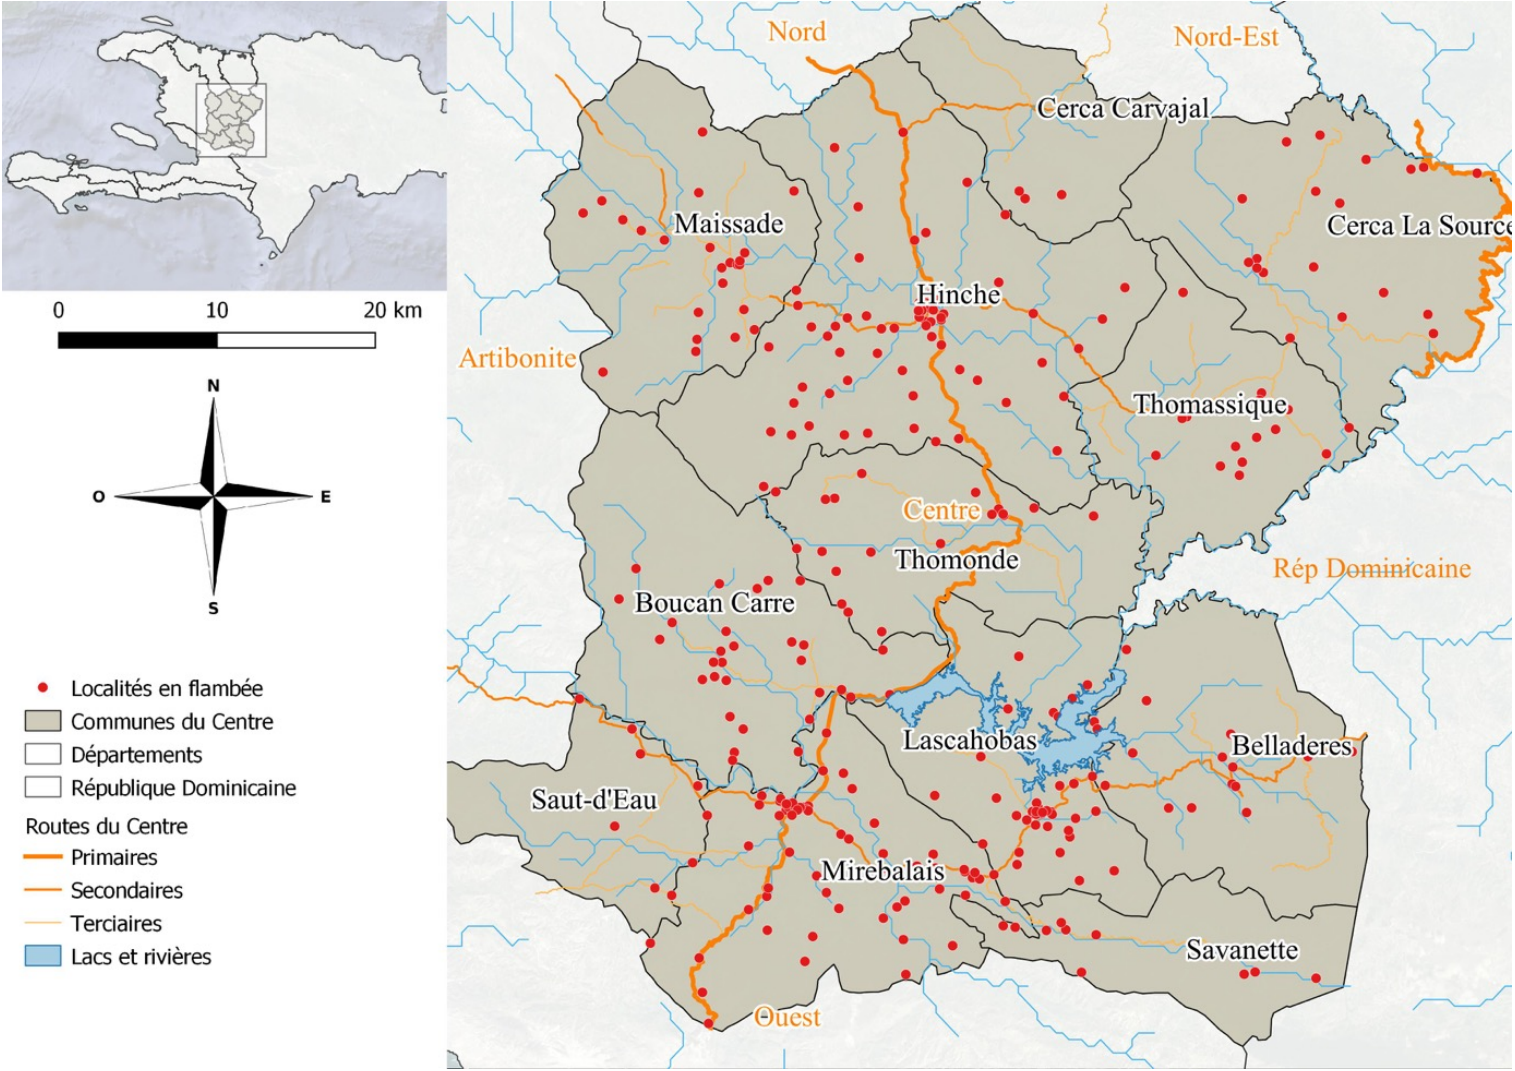 0 10 20 km
N
O E
S
Localités en flambée
Communes du Centre
Départements
République Dominicaine
Routes du Centre
Primaires
Secondaires
Terciaires
Lacs et rivières
Nord
Nord-Est
Cerca Carvajal
Maissade
Cerca La Source
Hinche
Artibonite
Thomassique
Centre
Thomonde
Rép Dominicaine
Boucan Carre
Lascahobas
Belladeres
Saut-d'Eau
Mirebalais
Savanette
Ouest